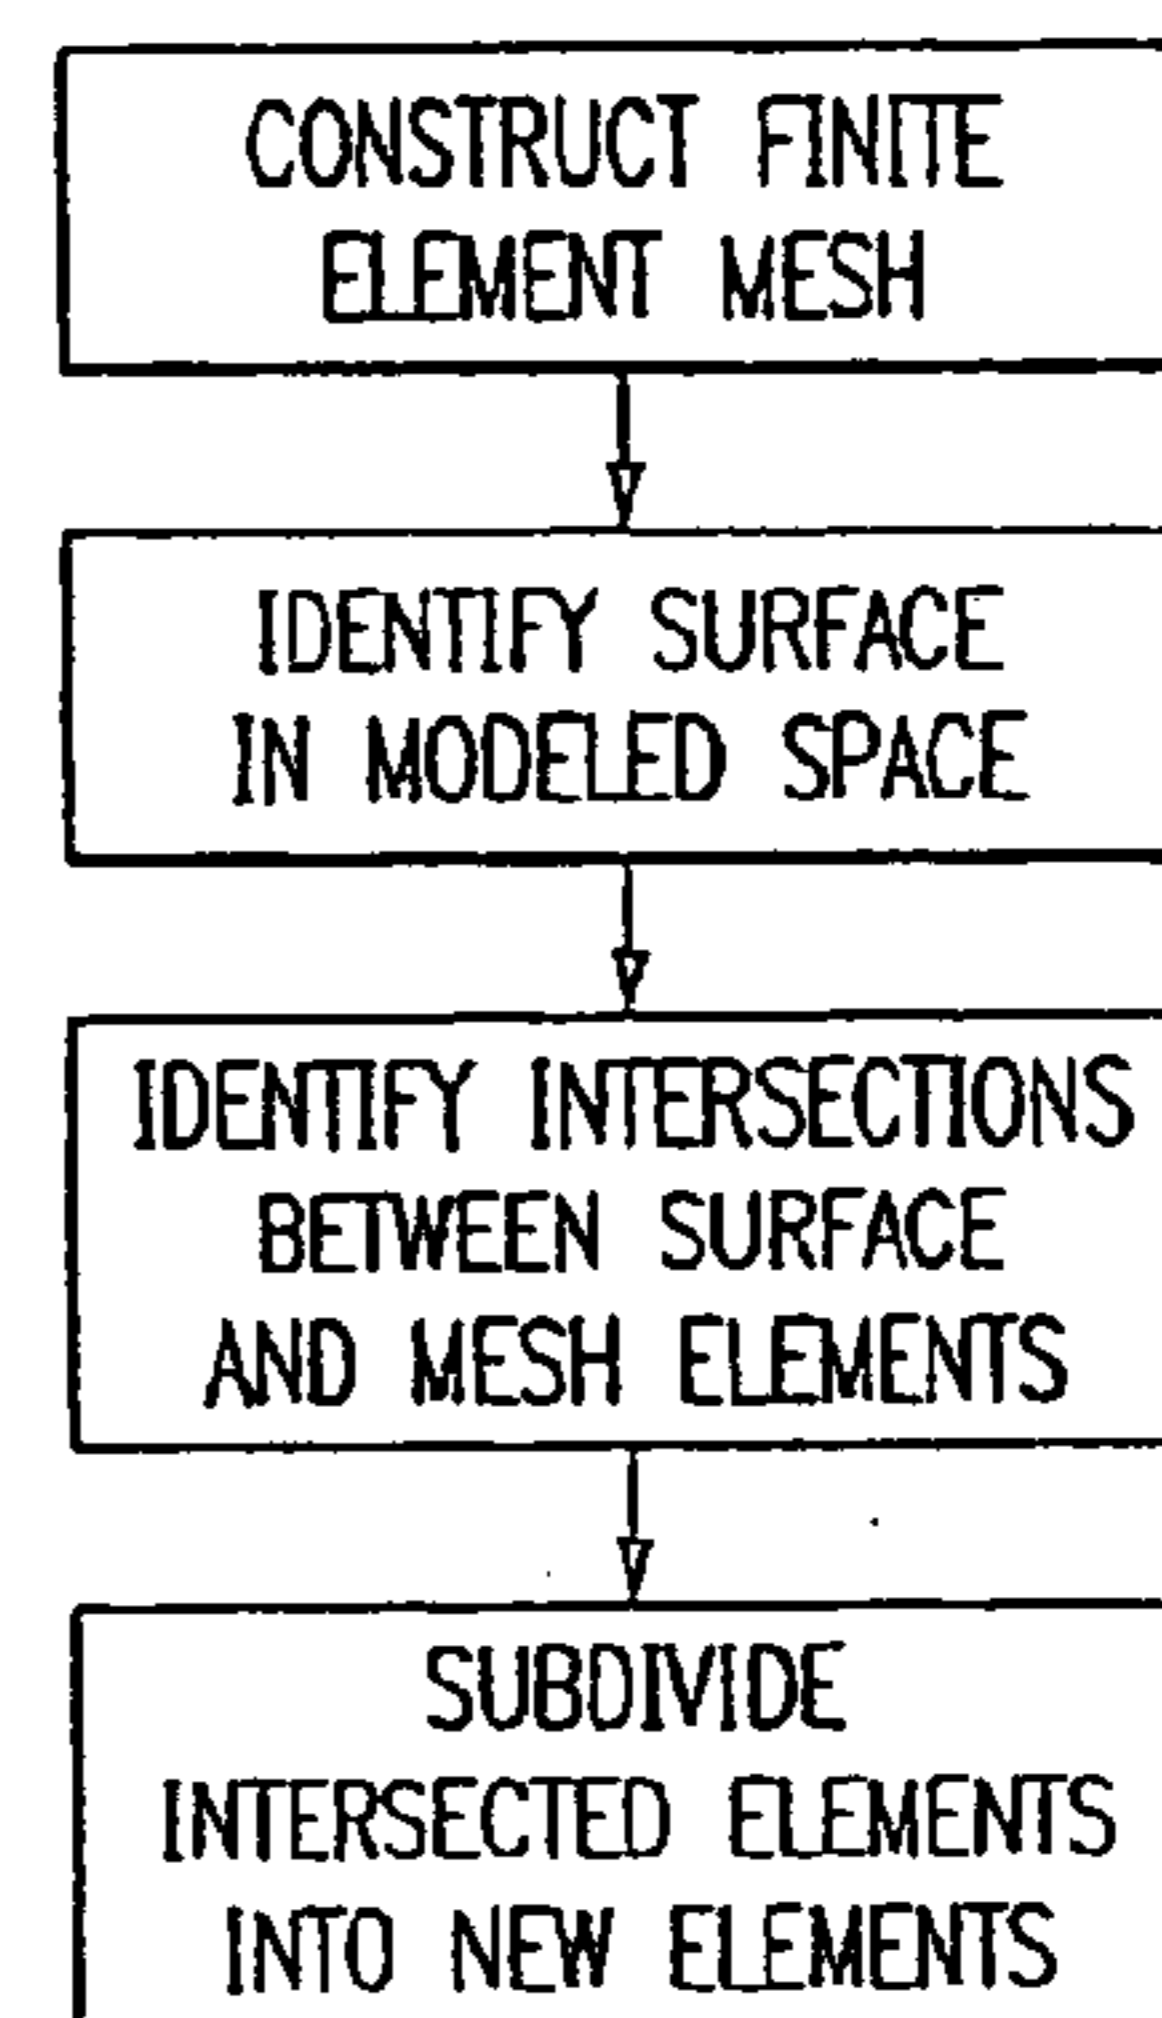 CONSTRUCT FINITE
ELEMENT MESH
IDENTIFY SURFACE
IN MODELED SPACE
IDENTIFY INTERSECTIONS
BETWEEN SURFACE
AND MESH ELEMENTS
SUBDIVIDE
INTERSECTED ELEMENTS
INTO NEW ELEMENTS